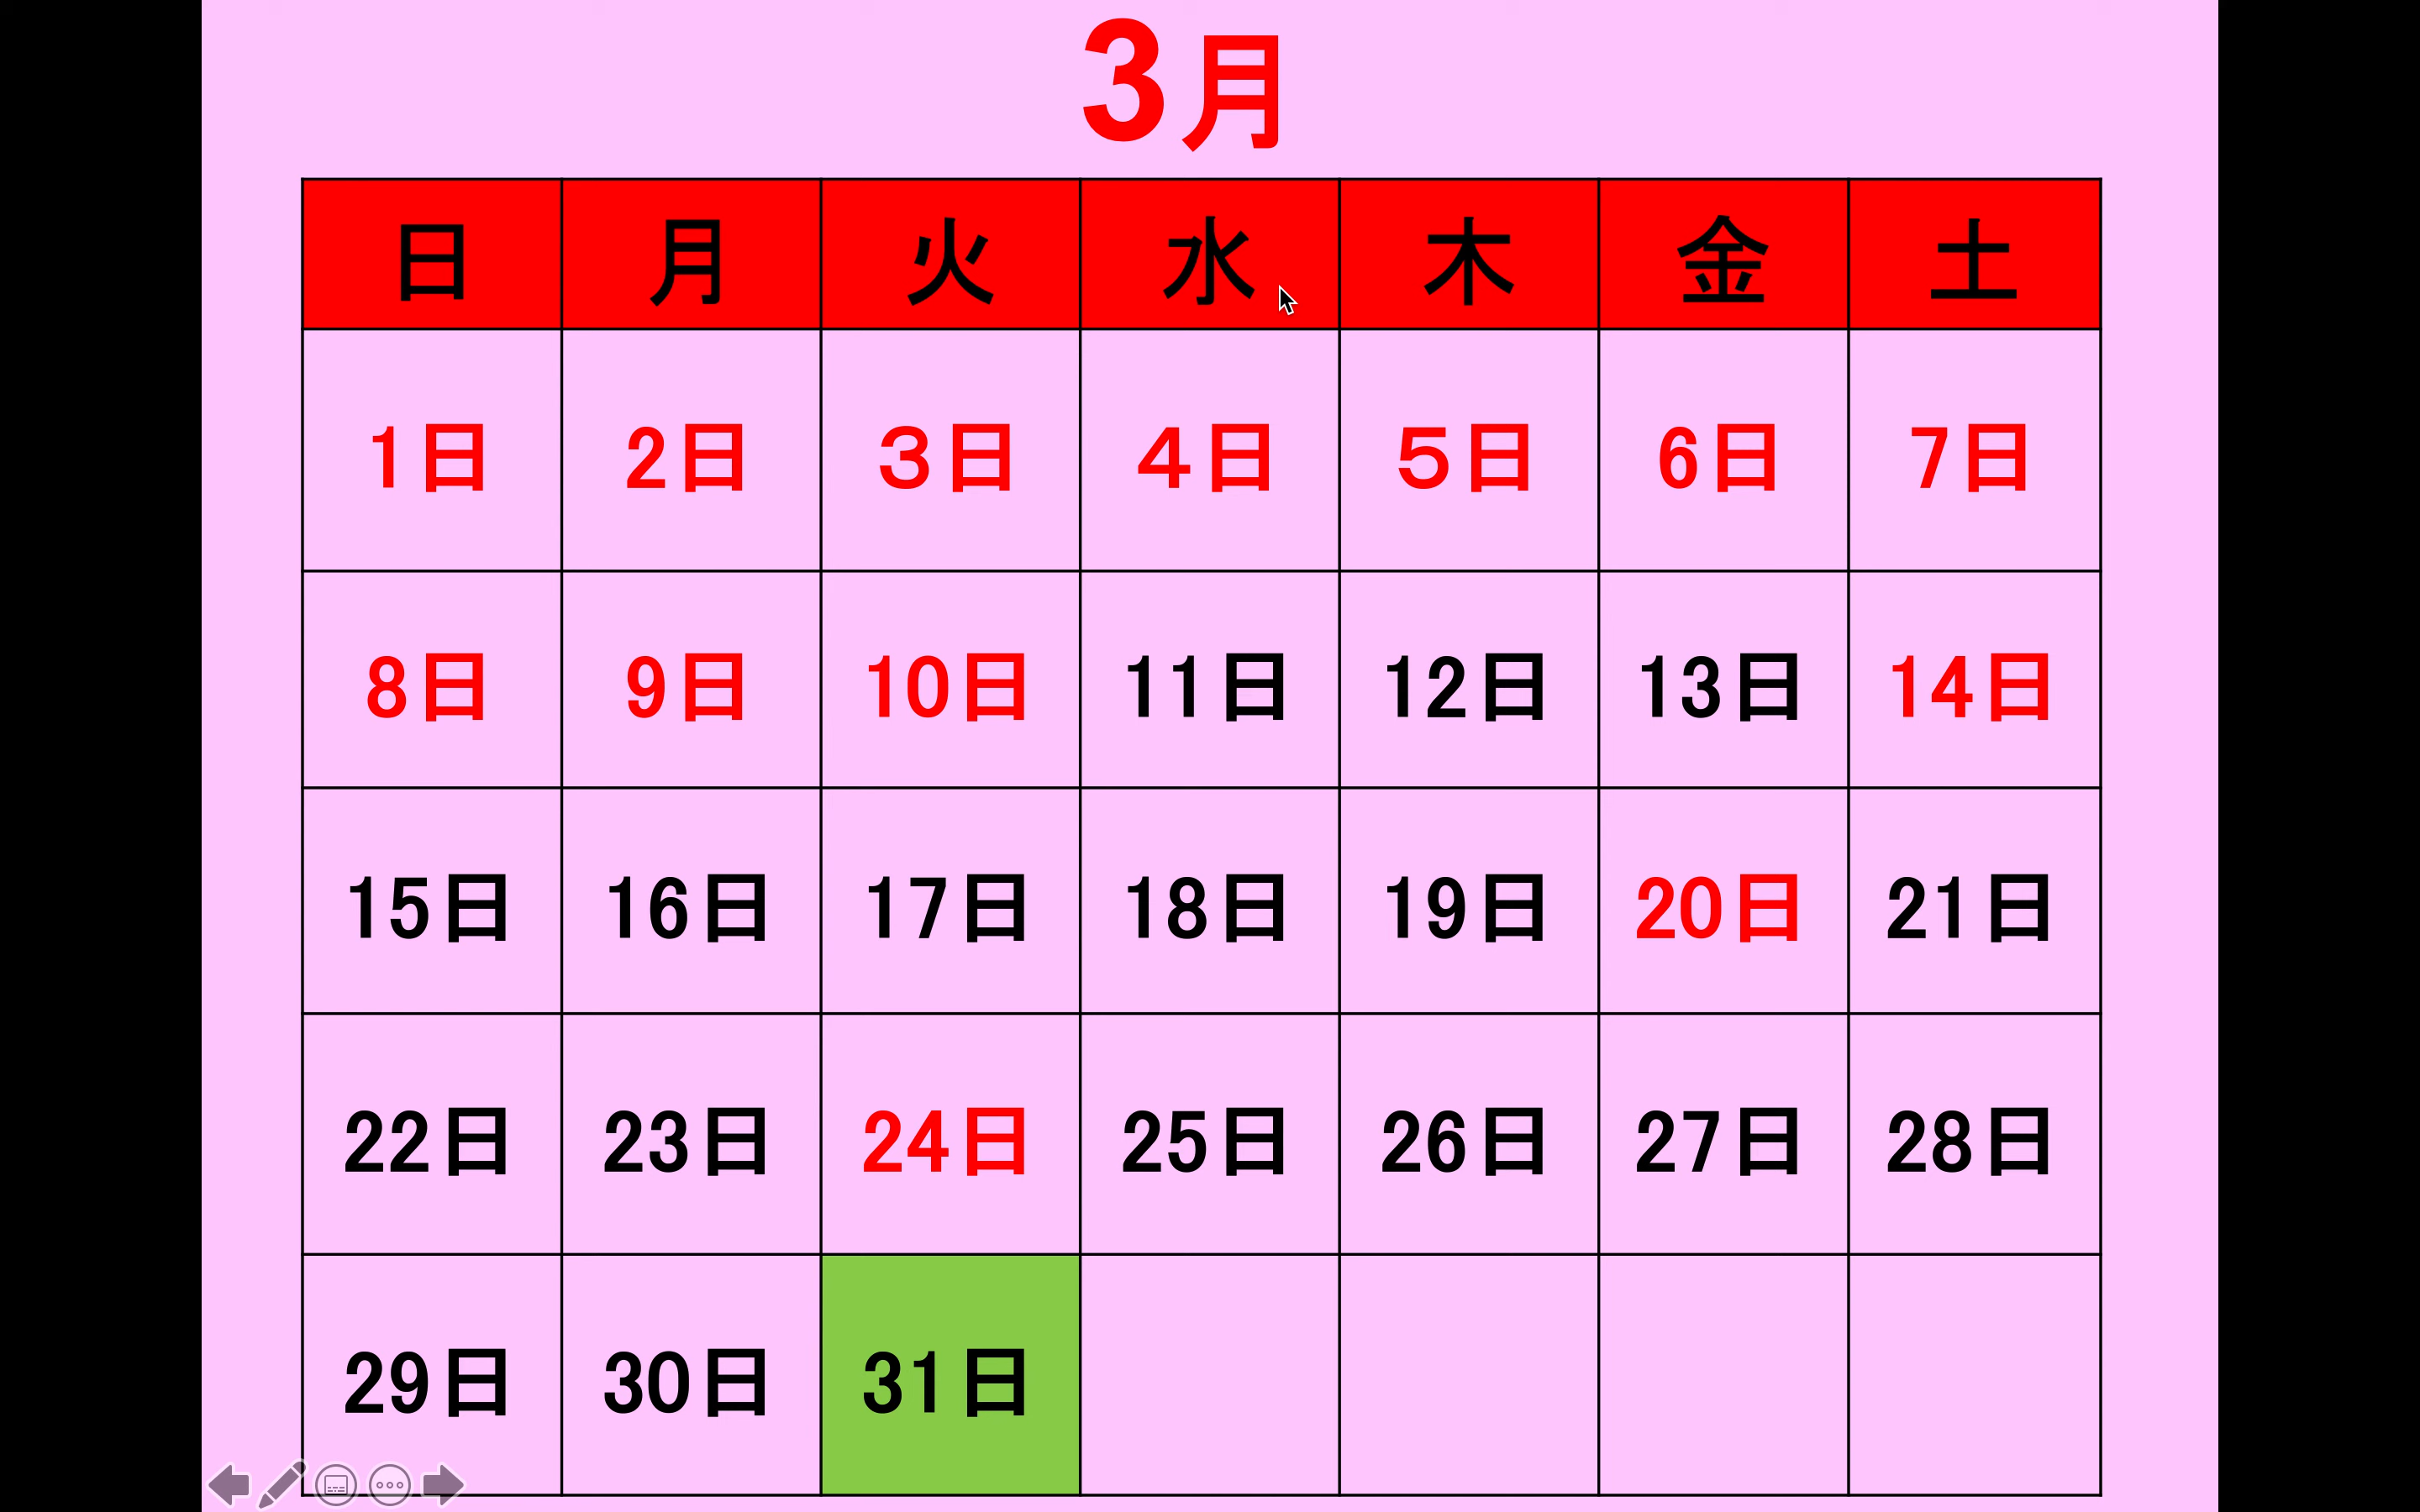 3月
日 月 火 水 木 金 土
1日 2日 3日 4日 5日 6日 7日
8日 9日 10日 11日 12日 13日 14日
15日 16日 17日 18日 19日 20日 21日
22日 23日 24日 25日 26日 27日 28日
29日 30日 31日